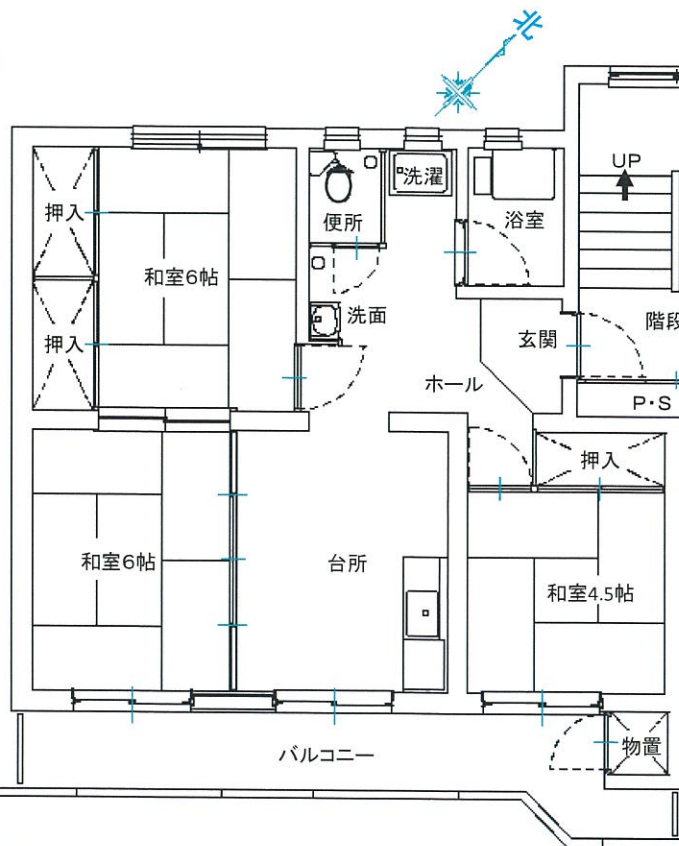 北
UP
洗濯
押入
便所
浴室
和室6帖
洗面
階段
玄関
押入
ホール
P・S
押入
和室6帖
台所
和室4.5帖
バルコニー
物置